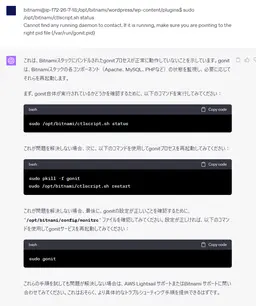 bitnami@ip-172-26-7-10:/opt/bitnami/wordpress/wp-content/plugins$ sudo
/opt/bitnami/ctlscript.sh status
Cannot find any running daemon to contact. If it is running, make sure you are pointing to the
right pid file (/var/run/gonit.pid)
これは、Bitnamiスタックにバンドルされたgonitプロセスが正常に動作していないことを示しています。gonit
は、Bitnamiスタックの各コンポーネント（Apache、MySQL、PHPなど）の状態を監視し、必要に応じて
それらを再起動します。
まず、gonit自体が実行されているかどうかを確認するために、以下のコマンドを実行してみてください：
bash
Copy code
sudo /opt/bitnami/ctlscript.sh status
これが問題を解決しない場合、次に、以下のコマンドを使用してgonitプロセスを再起動してみてください：
bash
Copy code
sudo pkill -f gonit
sudo /opt/bitnami/ctlscript.sh restart
これが問題を解決しない場合、最後に、gonitの設定が正しいことを確認するために、
`/opt/bitnami/config/monitrc` ファイルを確認してみてください。設定が正しければ、以下のコマン
ドを使用してgonitサービスを再起動してみてください：
bash
Copy code
sudo gonit
これらの手順を試しても問題が解決しない場合は、AWS LightsailサポートまたはBitnamiサポートに問い
合わせてみてください。これはおそらく、より具体的なトラブルシューティング手順を提供できるはずです。